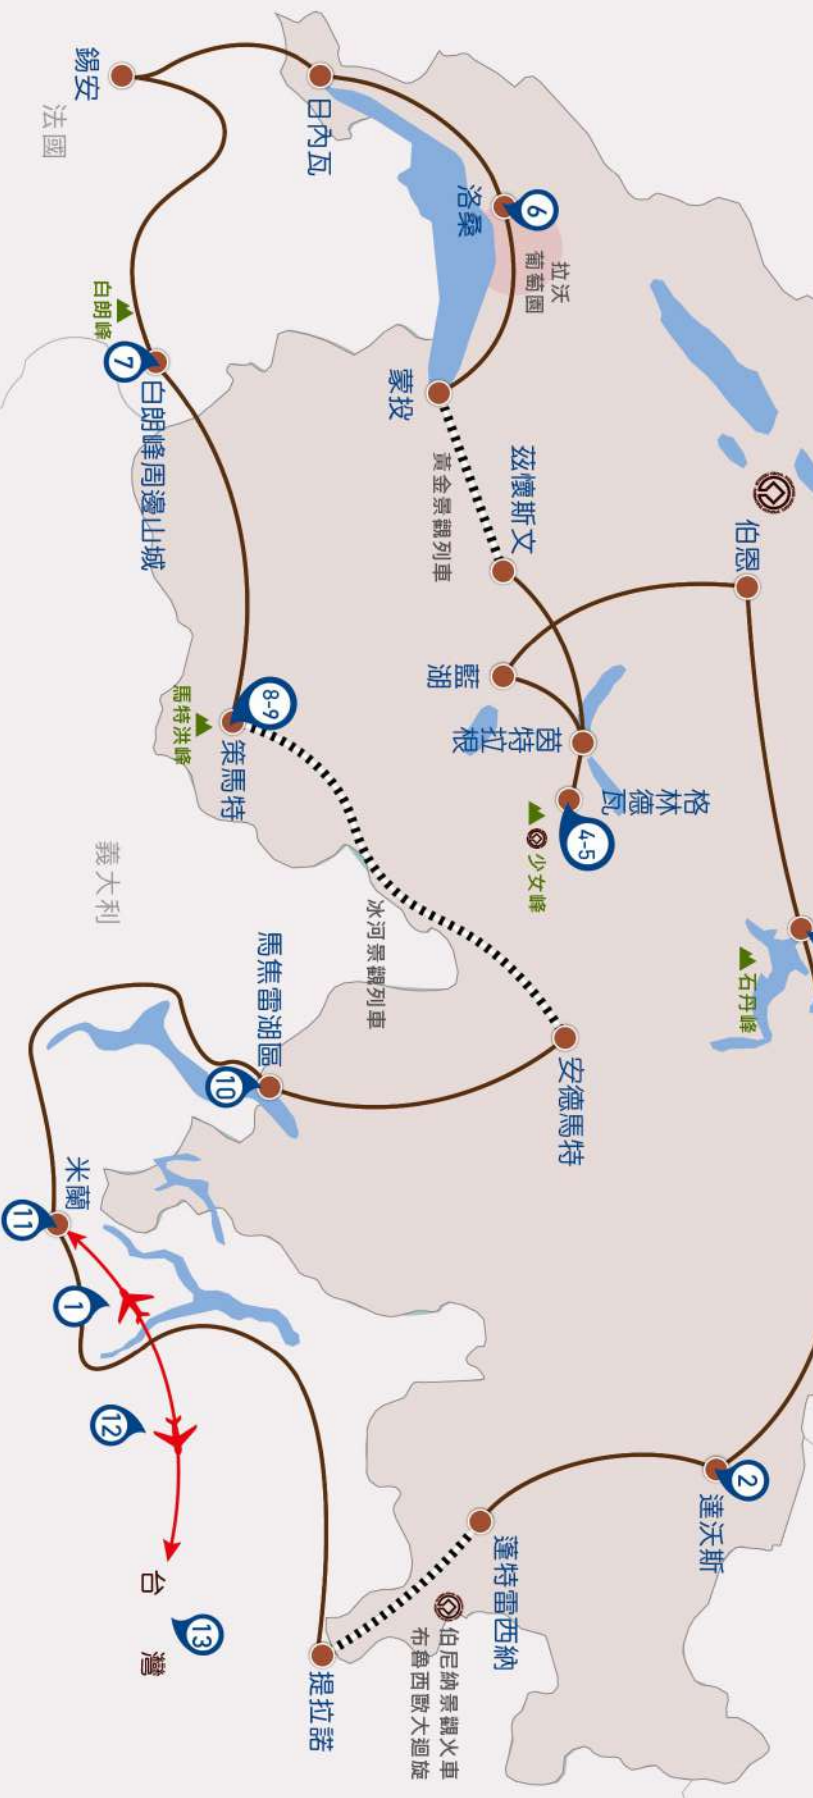 伯恩
2
達沃斯
石丹峰
格林德瓦
4-5
拉沃
葡萄園
6
洛桑
茲懷斯文
茵特拉根
少女峰
安德馬特
蓬特雷西納
伯尼納景觀火車
布魯西歐大迴旋
藍湖
黃金景觀列車
蒙投
冰河景觀列車
日內瓦
提拉諾
8-9
策馬特
馬焦雷湖區
10
馬特洪峰
13
台灣
白朗峰周邊山城
7
白朗峰
12
義大利
錫安
米蘭
1
法國
11